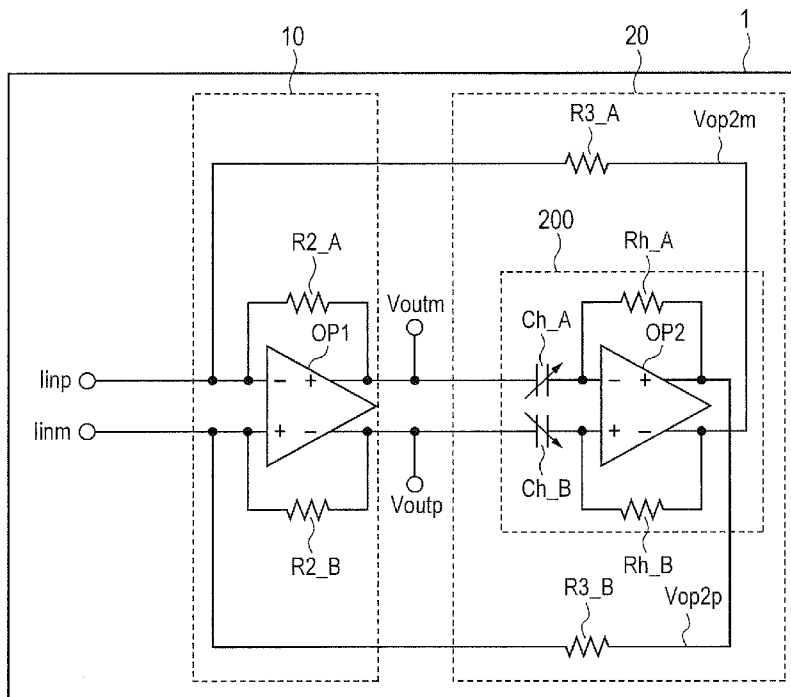 1
10
20
R3_A
Vop2m
200
R2_A
Rh_A
Voutm
OP1
Ch_A
OP2
Iinp
- +
- +
Iinm
+ -
+ -
Voutp
Ch_B
R2_B
Rh_B
R3_B
Vop2p